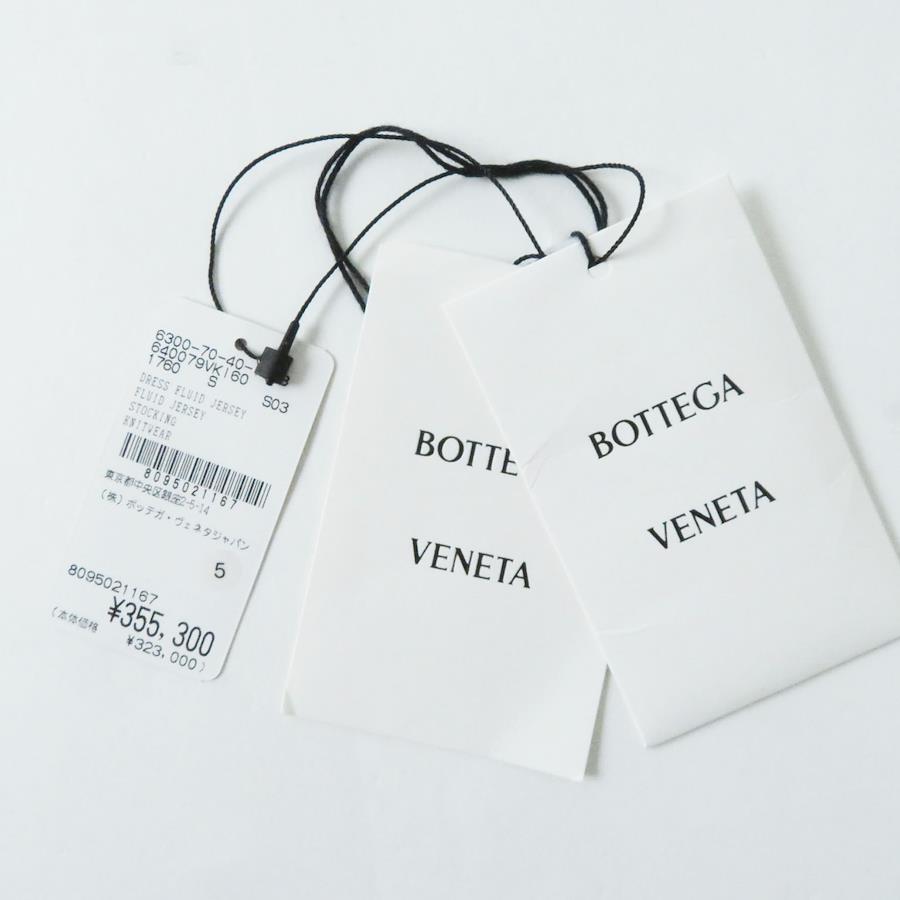 6300-70-40-
640079VKI60
1760 S
S03
DRESS FLUID JERSEY
FLUID JERSEY
STOCKING
KNITWEAR
8095021167
東京都中央区銀座2-5-14
(株)ボッテガ・ヴェネタジャパン
5
8095021167
¥355,300
(本体価格 ¥323,000)
BOTTE
VENETA
BOTTEGA
VENETA